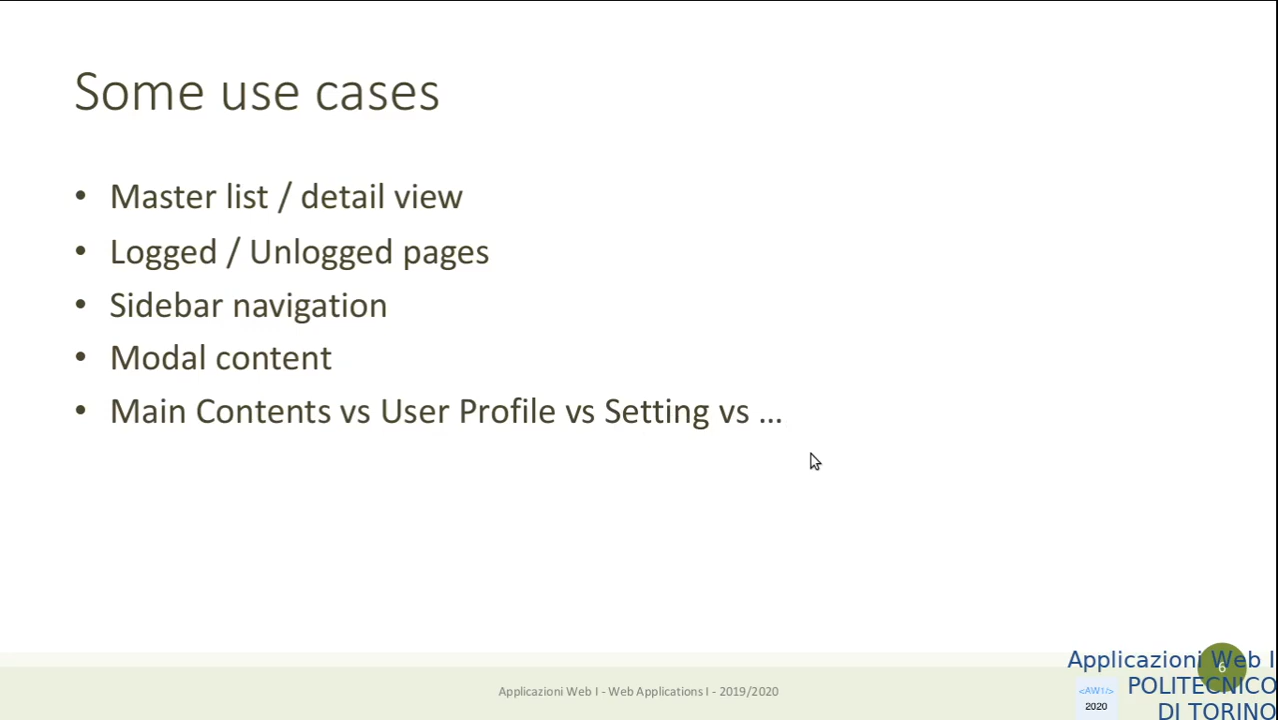 Some use cases
• Master list / detail view
• Logged / Unlogged pages
• Sidebar navigation
• Modal content
• Main Contents vs User Profile vs Setting vs …
Applicazioni Web I - Web Applications I - 2019/2020
6
Applicazioni Web I
POLITECNICO
DI TORINO
<AW1/>
2020